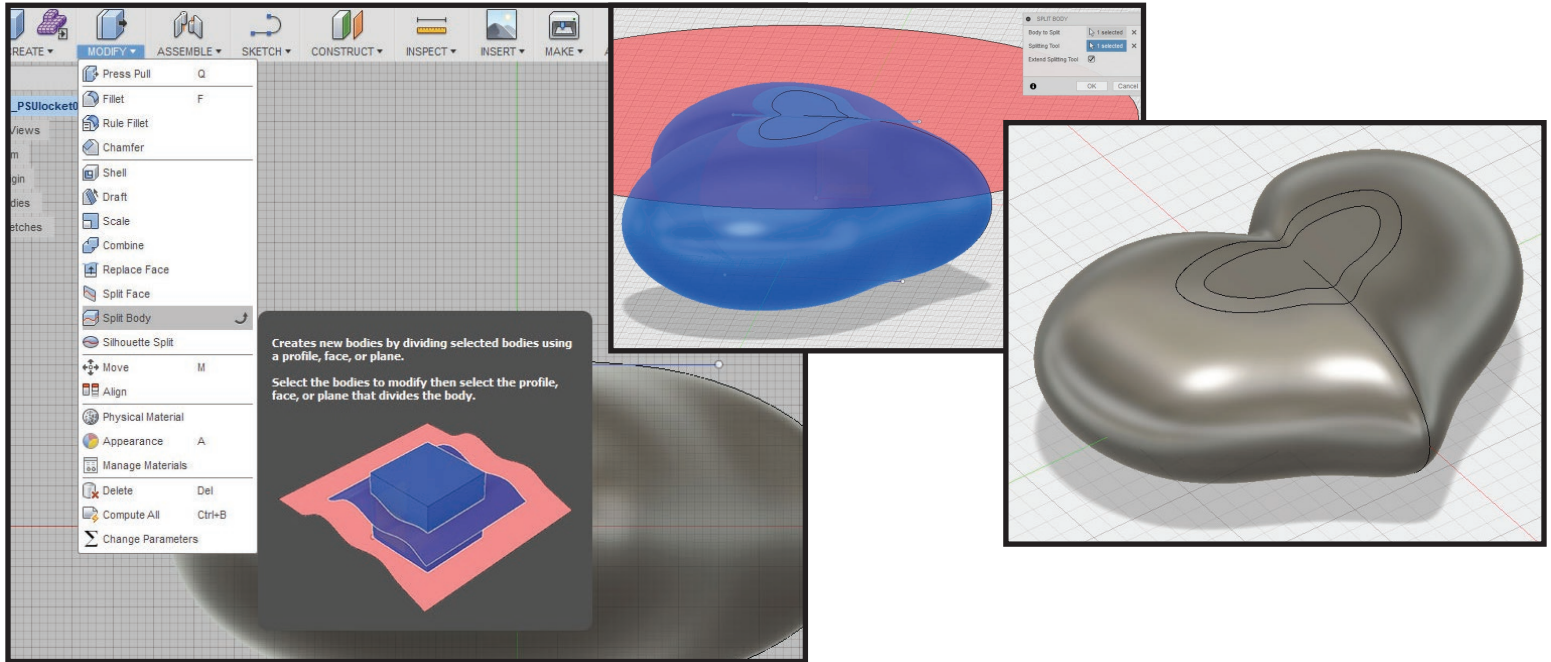 REATE ▾
MODIFY ▾
ASSEMBLE ▾
SKETCH ▾
CONSTRUCT ▾
INSPECT ▾
INSERT ▾
MAKE ▾
_PSUlocket0
Views
m
gin
dies
etches
Press Pull Q
Fillet F
Rule Fillet
Chamfer
Shell
Draft
Scale
Combine
Replace Face
Split Face
Split Body
Silhouette Split
Move M
Align
Physical Material
Appearance A
Manage Materials
Delete Del
Compute All Ctrl+B
Change Parameters
Creates new bodies by dividing selected bodies using
a profile, face, or plane.
Select the bodies to modify then select the profile,
face, or plane that divides the body.
SPLIT BODY
Body to Split 1 selected
Splitting Tool 1 selected
Extend Splitting Tool
OK Cancel